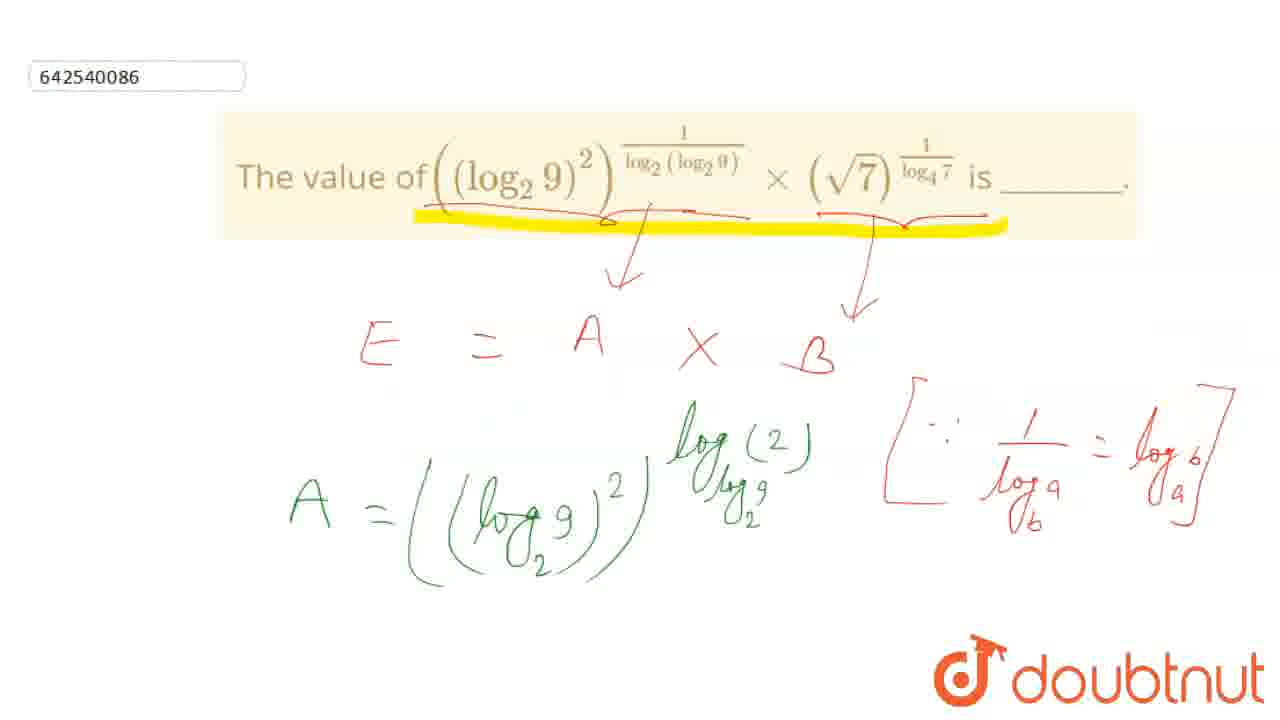 642540086
The value of ((log₂ 9)²)^(1/(log₂ (log₂ 9))) × (√7)^(1/(log₄ 7)) is ________.
E = A × B
A = ((log₂ 9)²)^(log_(log₂ 9) (2)) [∵ 1/(log_b a) = log_a b]
doubtnut